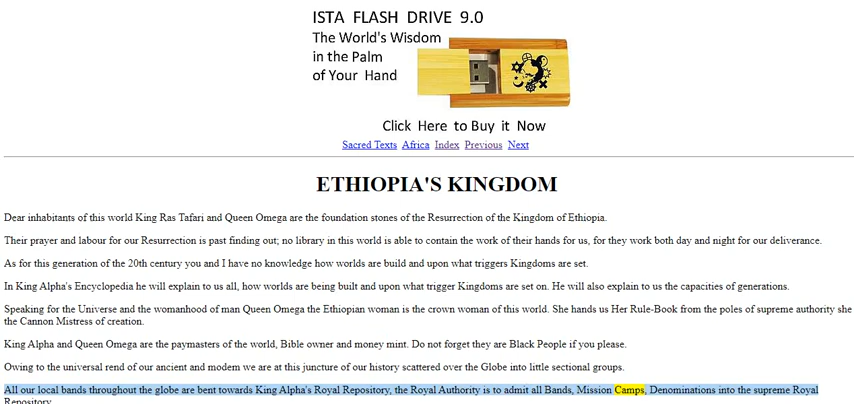 ISTA FLASH DRIVE 9.0
The World's Wisdom
in the Palm
of Your Hand
Click Here to Buy it Now
Sacred Texts Africa Index Previous Next
ETHIOPIA'S KINGDOM
Dear inhabitants of this world King Ras Tafari and Queen Omega are the foundation stones of the Resurrection of the Kingdom of Ethiopia.
Their prayer and labour for our Resurrection is past finding out; no library in this world is able to contain the work of their hands for us, for they work both day and night for our deliverance.
As for this generation of the 20th century you and I have no knowledge how worlds are build and upon what triggers Kingdoms are set.
In King Alpha's Encyclopedia he will explain to us all, how worlds are being built and upon what trigger Kingdoms are set on. He will also explain to us the capacities of generations.
Speaking for the Universe and the womanhood of man Queen Omega the Ethiopian woman is the crown woman of this world. She hands us Her Rule-Book from the poles of supreme authority she
the Cannon Mistress of creation.
King Alpha and Queen Omega are the paymasters of the world, Bible owner and money mint. Do not forget they are Black People if you please.
Owing to the universal rend of our ancient and modem we are at this juncture of our history scattered over the Globe into little sectional groups.
All our local bands throughout the globe are bent towards King Alpha's Royal Repository, the Royal Authority is to admit all Bands, Mission Camps, Denominations into the supreme Royal
Repository